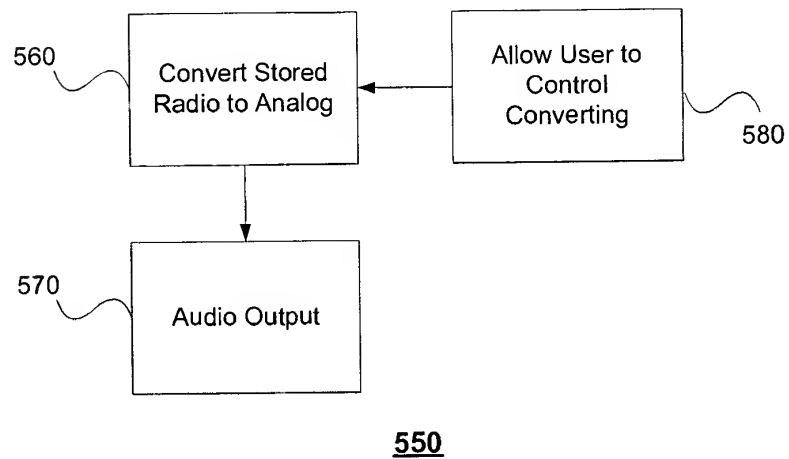 560
Convert Stored
Radio to Analog
Allow User to
Control
Converting
580
570
Audio Output
550